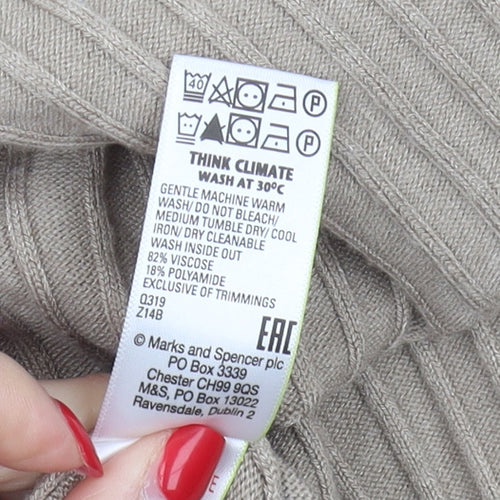 40 P
P
THINK CLIMATE
WASH AT 30°C
GENTLE MACHINE WARM
WASH/ DO NOT BLEACH/
MEDIUM TUMBLE DRY/ COOL
IRON/ DRY CLEANABLE
WASH INSIDE OUT
82% VISCOSE
18% POLYAMIDE
EXCLUSIVE OF TRIMMINGS
Q319
Z14B
EAC
© Marks and Spencer plc
PO Box 3339
Chester CH99 9QS
M&S, PO Box 13022
Ravensdale, Dublin 2
E